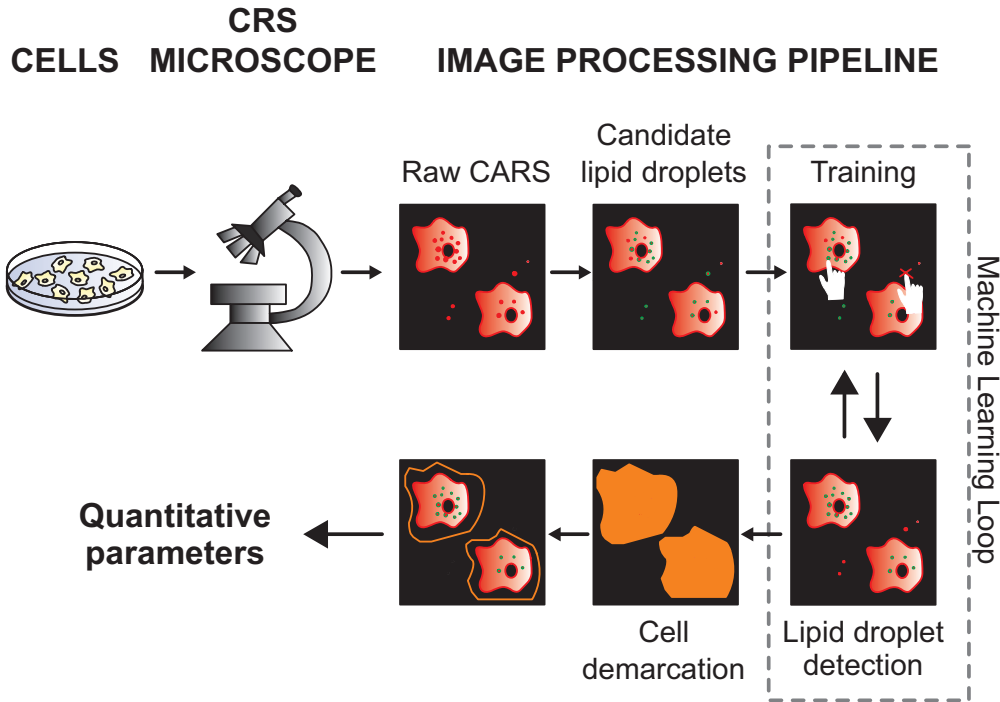 CELLS
CRS
MICROSCOPE
IMAGE PROCESSING PIPELINE
Raw CARS
Candidate
lipid droplets
Training
Machine Learning Loop
Quantitative
parameters
Cell
demarcation
Lipid droplet
detection